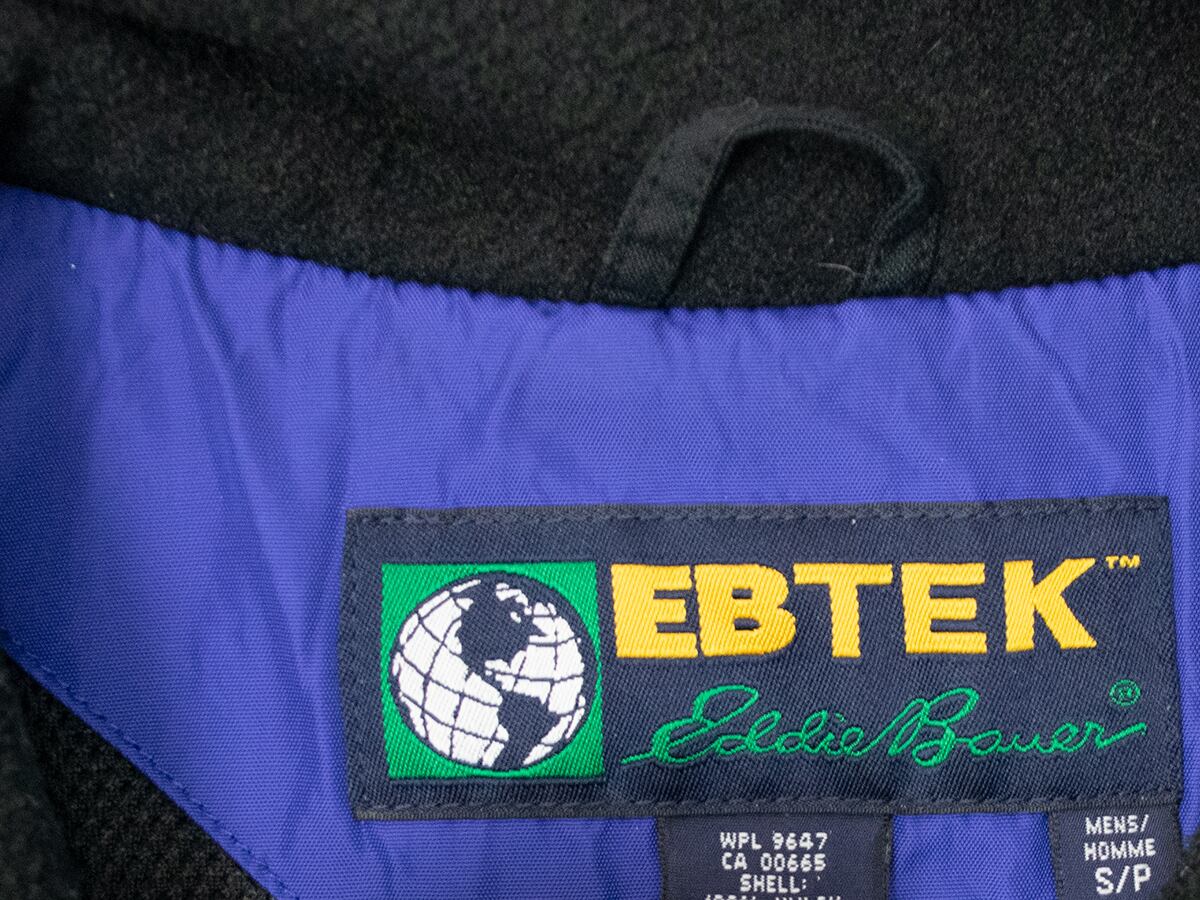 EBTEK™
Eddie Bauer®
WPL 9647
CA 00665
SHELL:
MENS/
HOMME
S/P